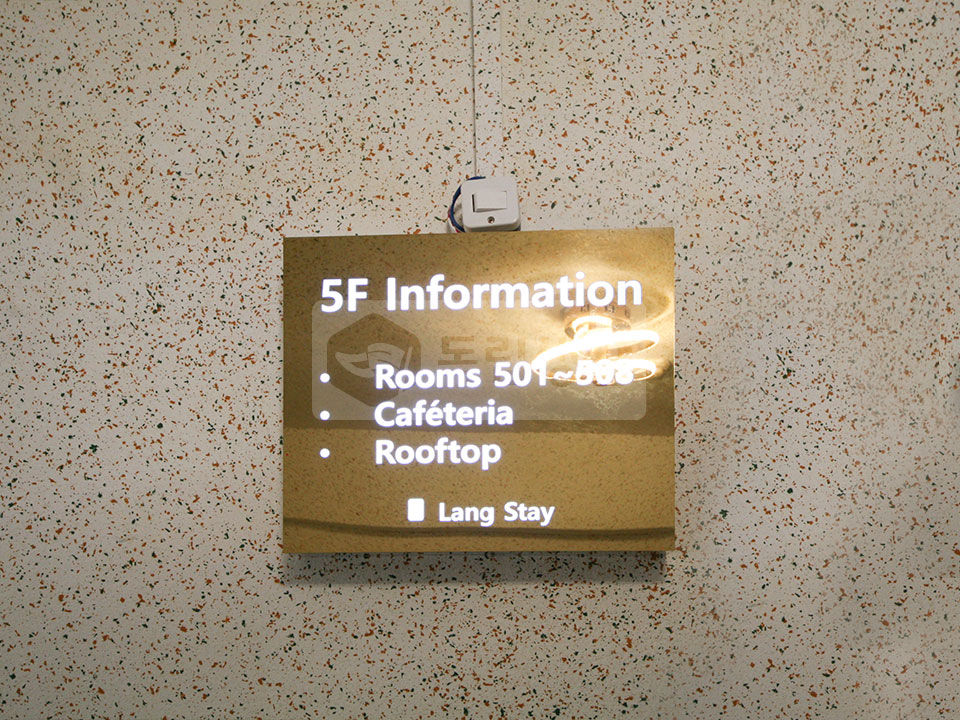 5F Information
• Rooms 501~
• Caféteria
• Rooftop
Lang Stay